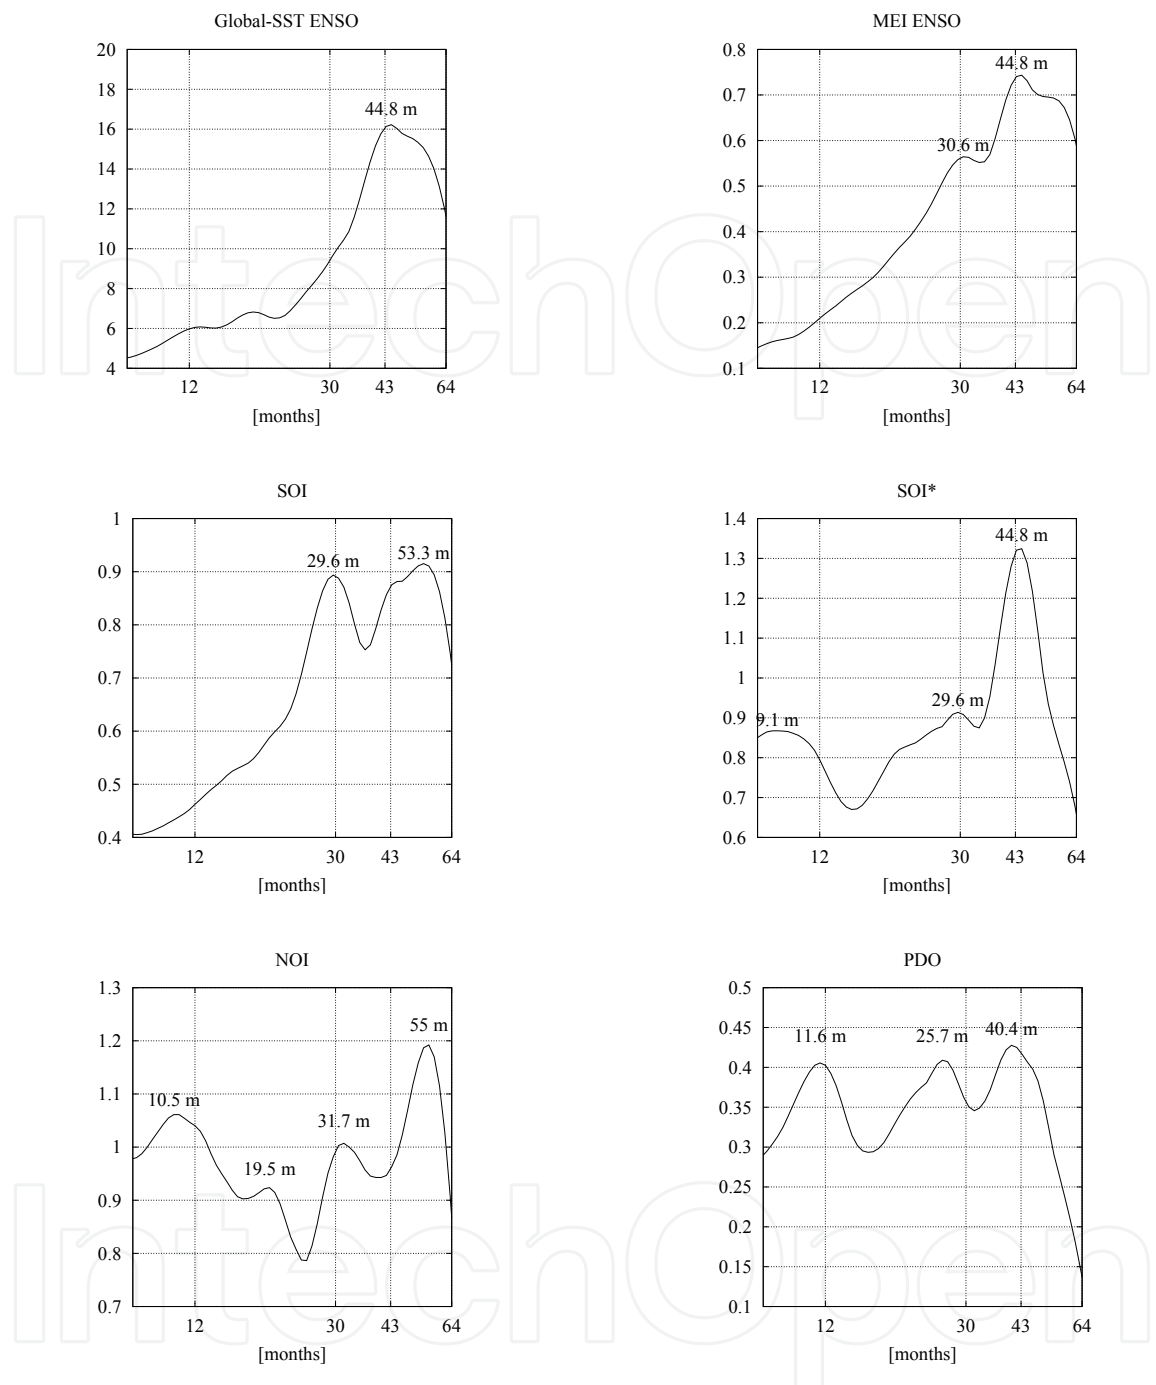 Global-SST ENSO
MEI ENSO
20
18
16
14
12
10
8
6
4
44.8 m
12 30 43 64
[months]
0.8
0.7
0.6
0.5
0.4
0.3
0.2
0.1
44.8 m
30.6 m
12 30 43 64
[months]
SOI
SOI*
1
0.9
0.8
0.7
0.6
0.5
0.4
29.6 m
53.3 m
12 30 43 64
[months]
1.4
1.3
1.2
1.1
1
0.9
0.8
0.7
0.6
44.8 m
29.6 m
9.1 m
12 30 43 64
[months]
NOI
PDO
1.3
1.2
1.1
1
0.9
0.8
0.7
55 m
10.5 m
31.7 m
19.5 m
12 30 43 64
[months]
0.5
0.45
0.4
0.35
0.3
0.25
0.2
0.15
0.1
11.6 m
25.7 m
40.4 m
12 30 43 64
[months]
IntechOpen
IntechOpen